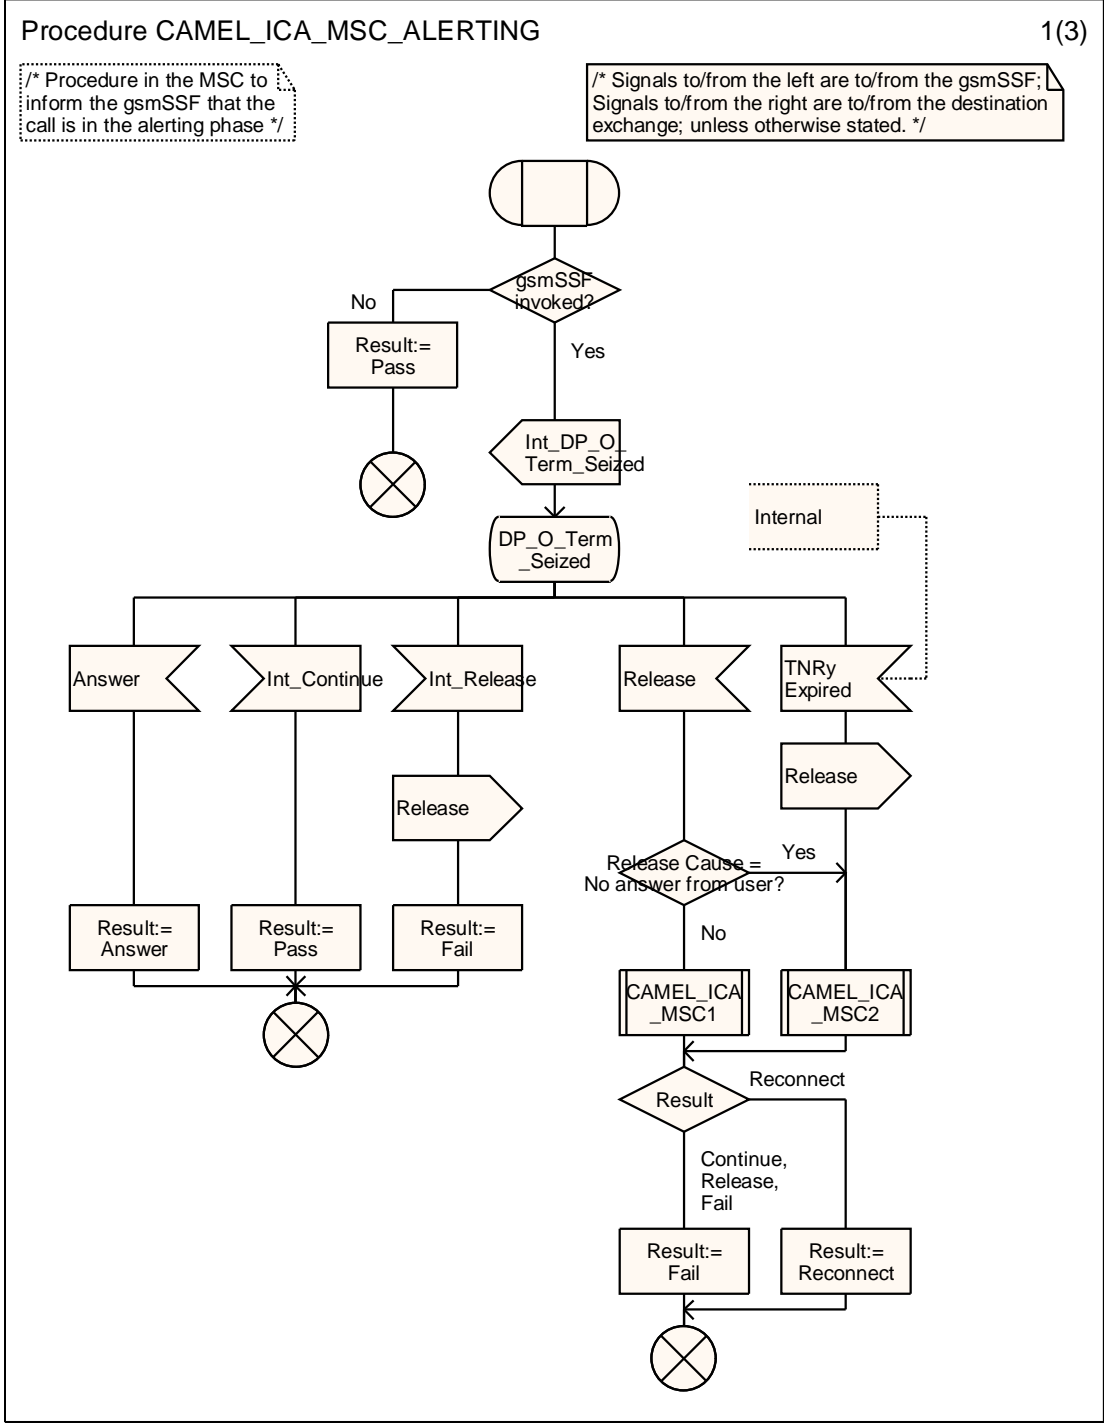 Procedure CAMEL_ICA_MSC_ALERTING
1(3)
/* Procedure in the MSC to
inform the gsmSSF that the
call is in the alerting phase */
/* Signals to/from the left are to/from the gsmSSF;
Signals to/from the right are to/from the destination
exchange; unless otherwise stated. */
gsmSSF
invoked?
No
Result:=
Pass
Yes
Int_DP_O_
Term_Seized
Internal
DP_O_Term
_Seized
Answer
Int_Continue
Int_Release
Release
TNRy
Expired
Release
Release
Release Cause =
No answer from user?
Yes
No
Result:=
Answer
Result:=
Pass
Result:=
Fail
CAMEL_ICA
_MSC1
CAMEL_ICA
_MSC2
Result
Reconnect
Continue,
Release,
Fail
Result:=
Fail
Result:=
Reconnect